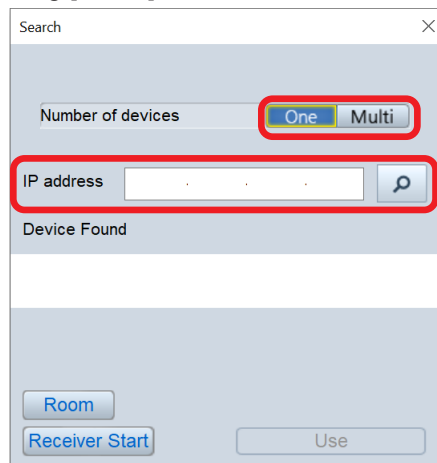 Search
Number of devices One Multi
IP address . . .
Device Found
Room
Receiver Start Use